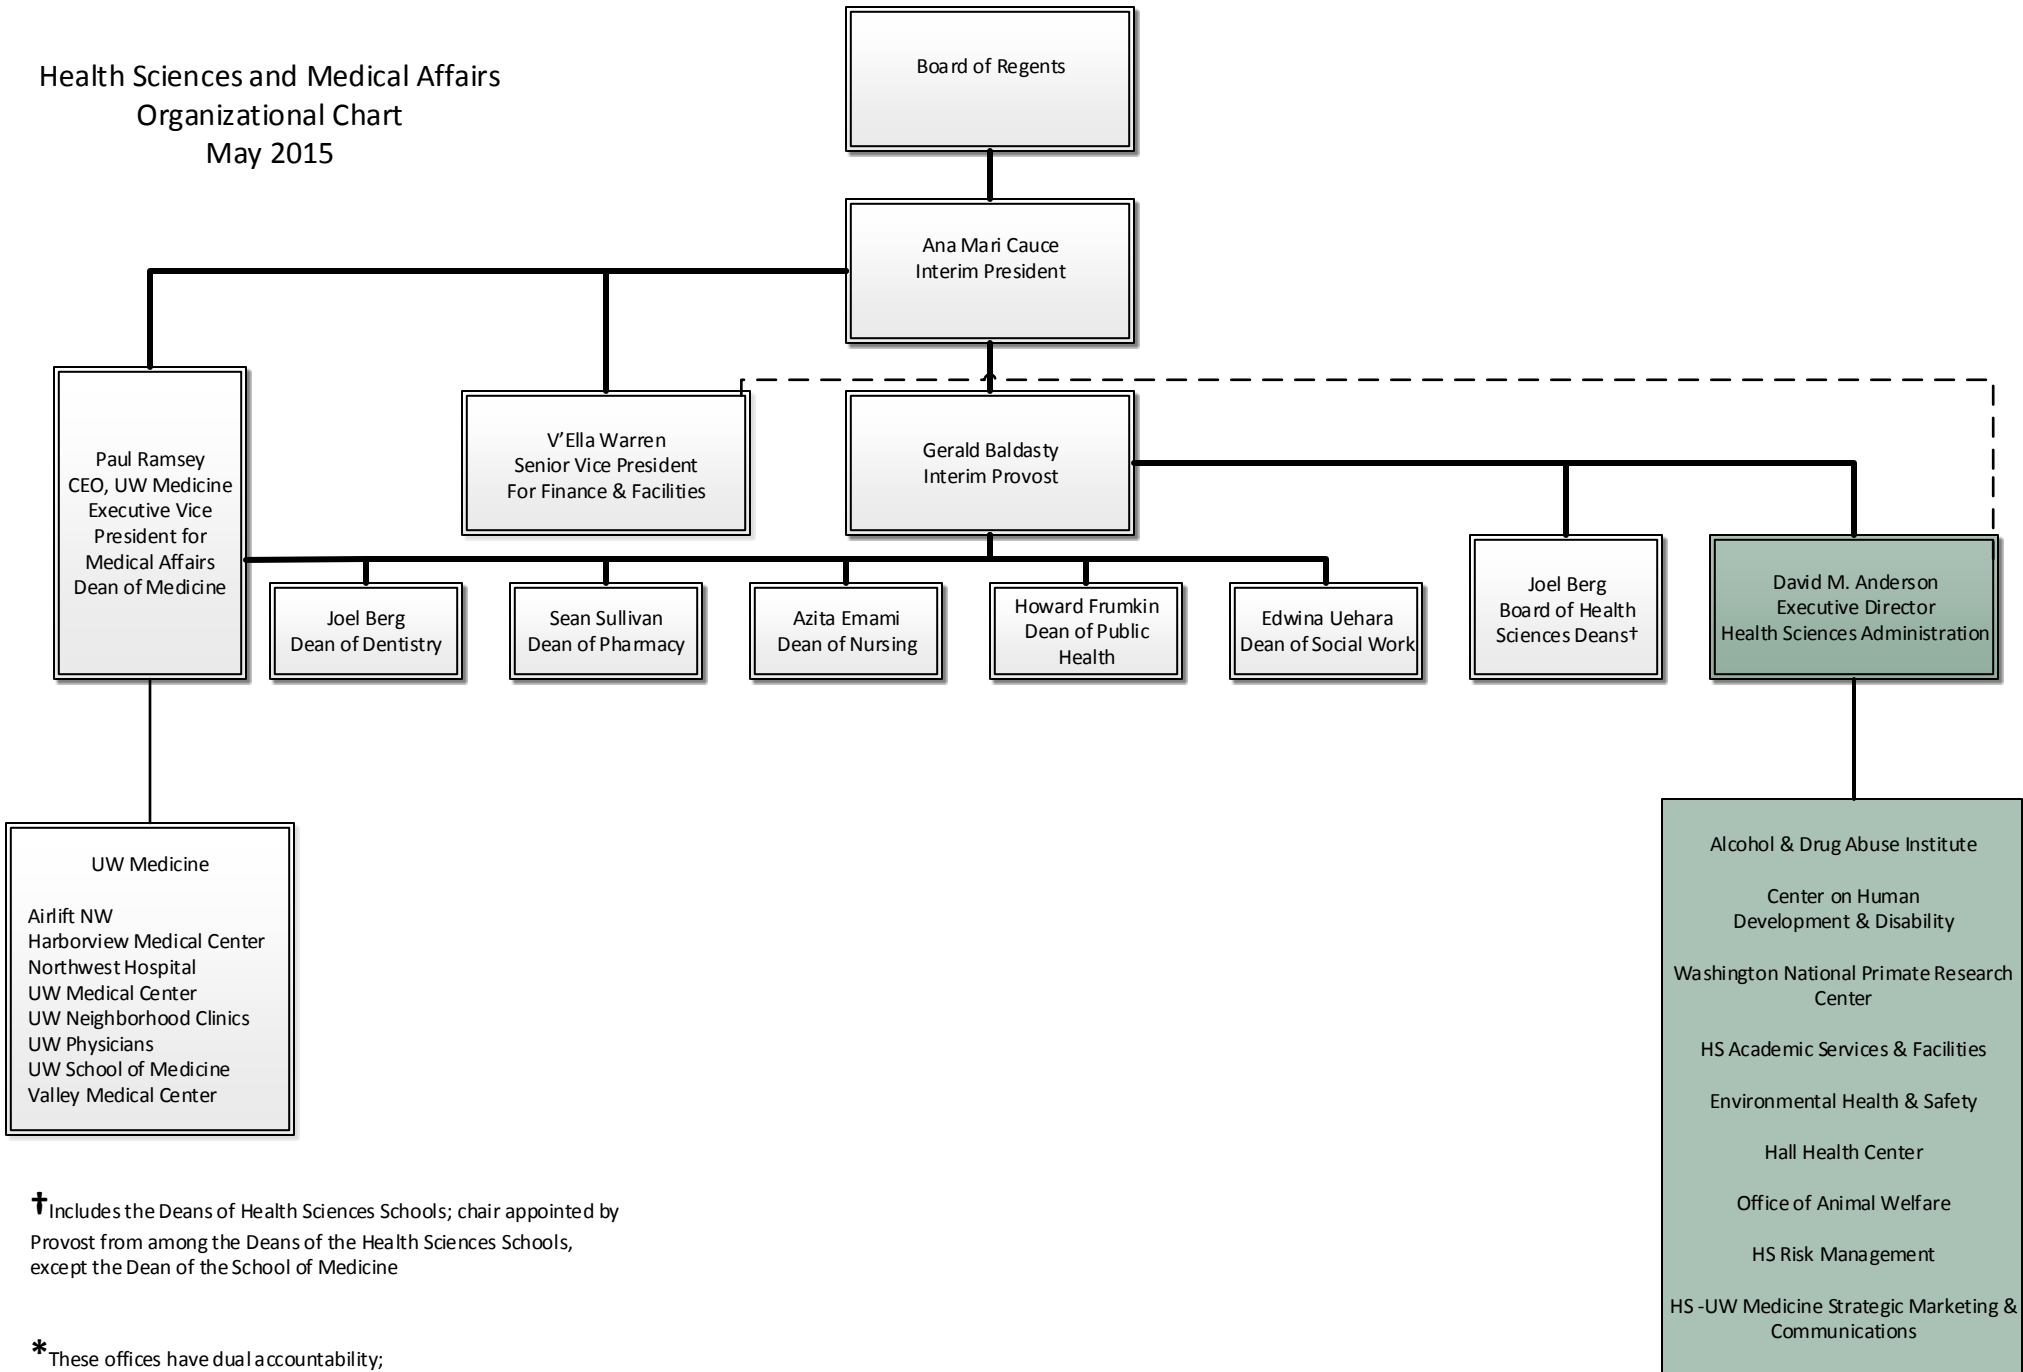 Health Sciences and Medical Affairs
Organizational Chart
May 2015
Board of Regents
Ana Mari Cauce
Interim President
Paul Ramsey
CEO, UW Medicine
Executive Vice
President for
Medical Affairs
Dean of Medicine
V’Ella Warren
Senior Vice President
For Finance & Facilities
Gerald Baldasty
Interim Provost
Joel Berg
Dean of Dentistry
Sean Sullivan
Dean of Pharmacy
Azita Emami
Dean of Nursing
Howard Frumkin
Dean of Public
Health
Edwina Uehara
Dean of Social Work
Joel Berg
Board of Health
Sciences Deans†
David M. Anderson
Executive Director
Health Sciences Administration
UW Medicine
Airlift NW
Harborview Medical Center
Northwest Hospital
UW Medical Center
UW Neighborhood Clinics
UW Physicians
UW School of Medicine
Valley Medical Center
Alcohol & Drug Abuse Institute
Center on Human
Development & Disability
Washington National Primate Research
Center
HS Academic Services & Facilities
Environmental Health & Safety
Hall Health Center
Office of Animal Welfare
HS Risk Management
HS -UW Medicine Strategic Marketing &
Communications
†Includes the Deans of Health Sciences Schools; chair appointed by
Provost from among the Deans of the Health Sciences Schools,
except the Dean of the School of Medicine
*These offices have dual accountability;